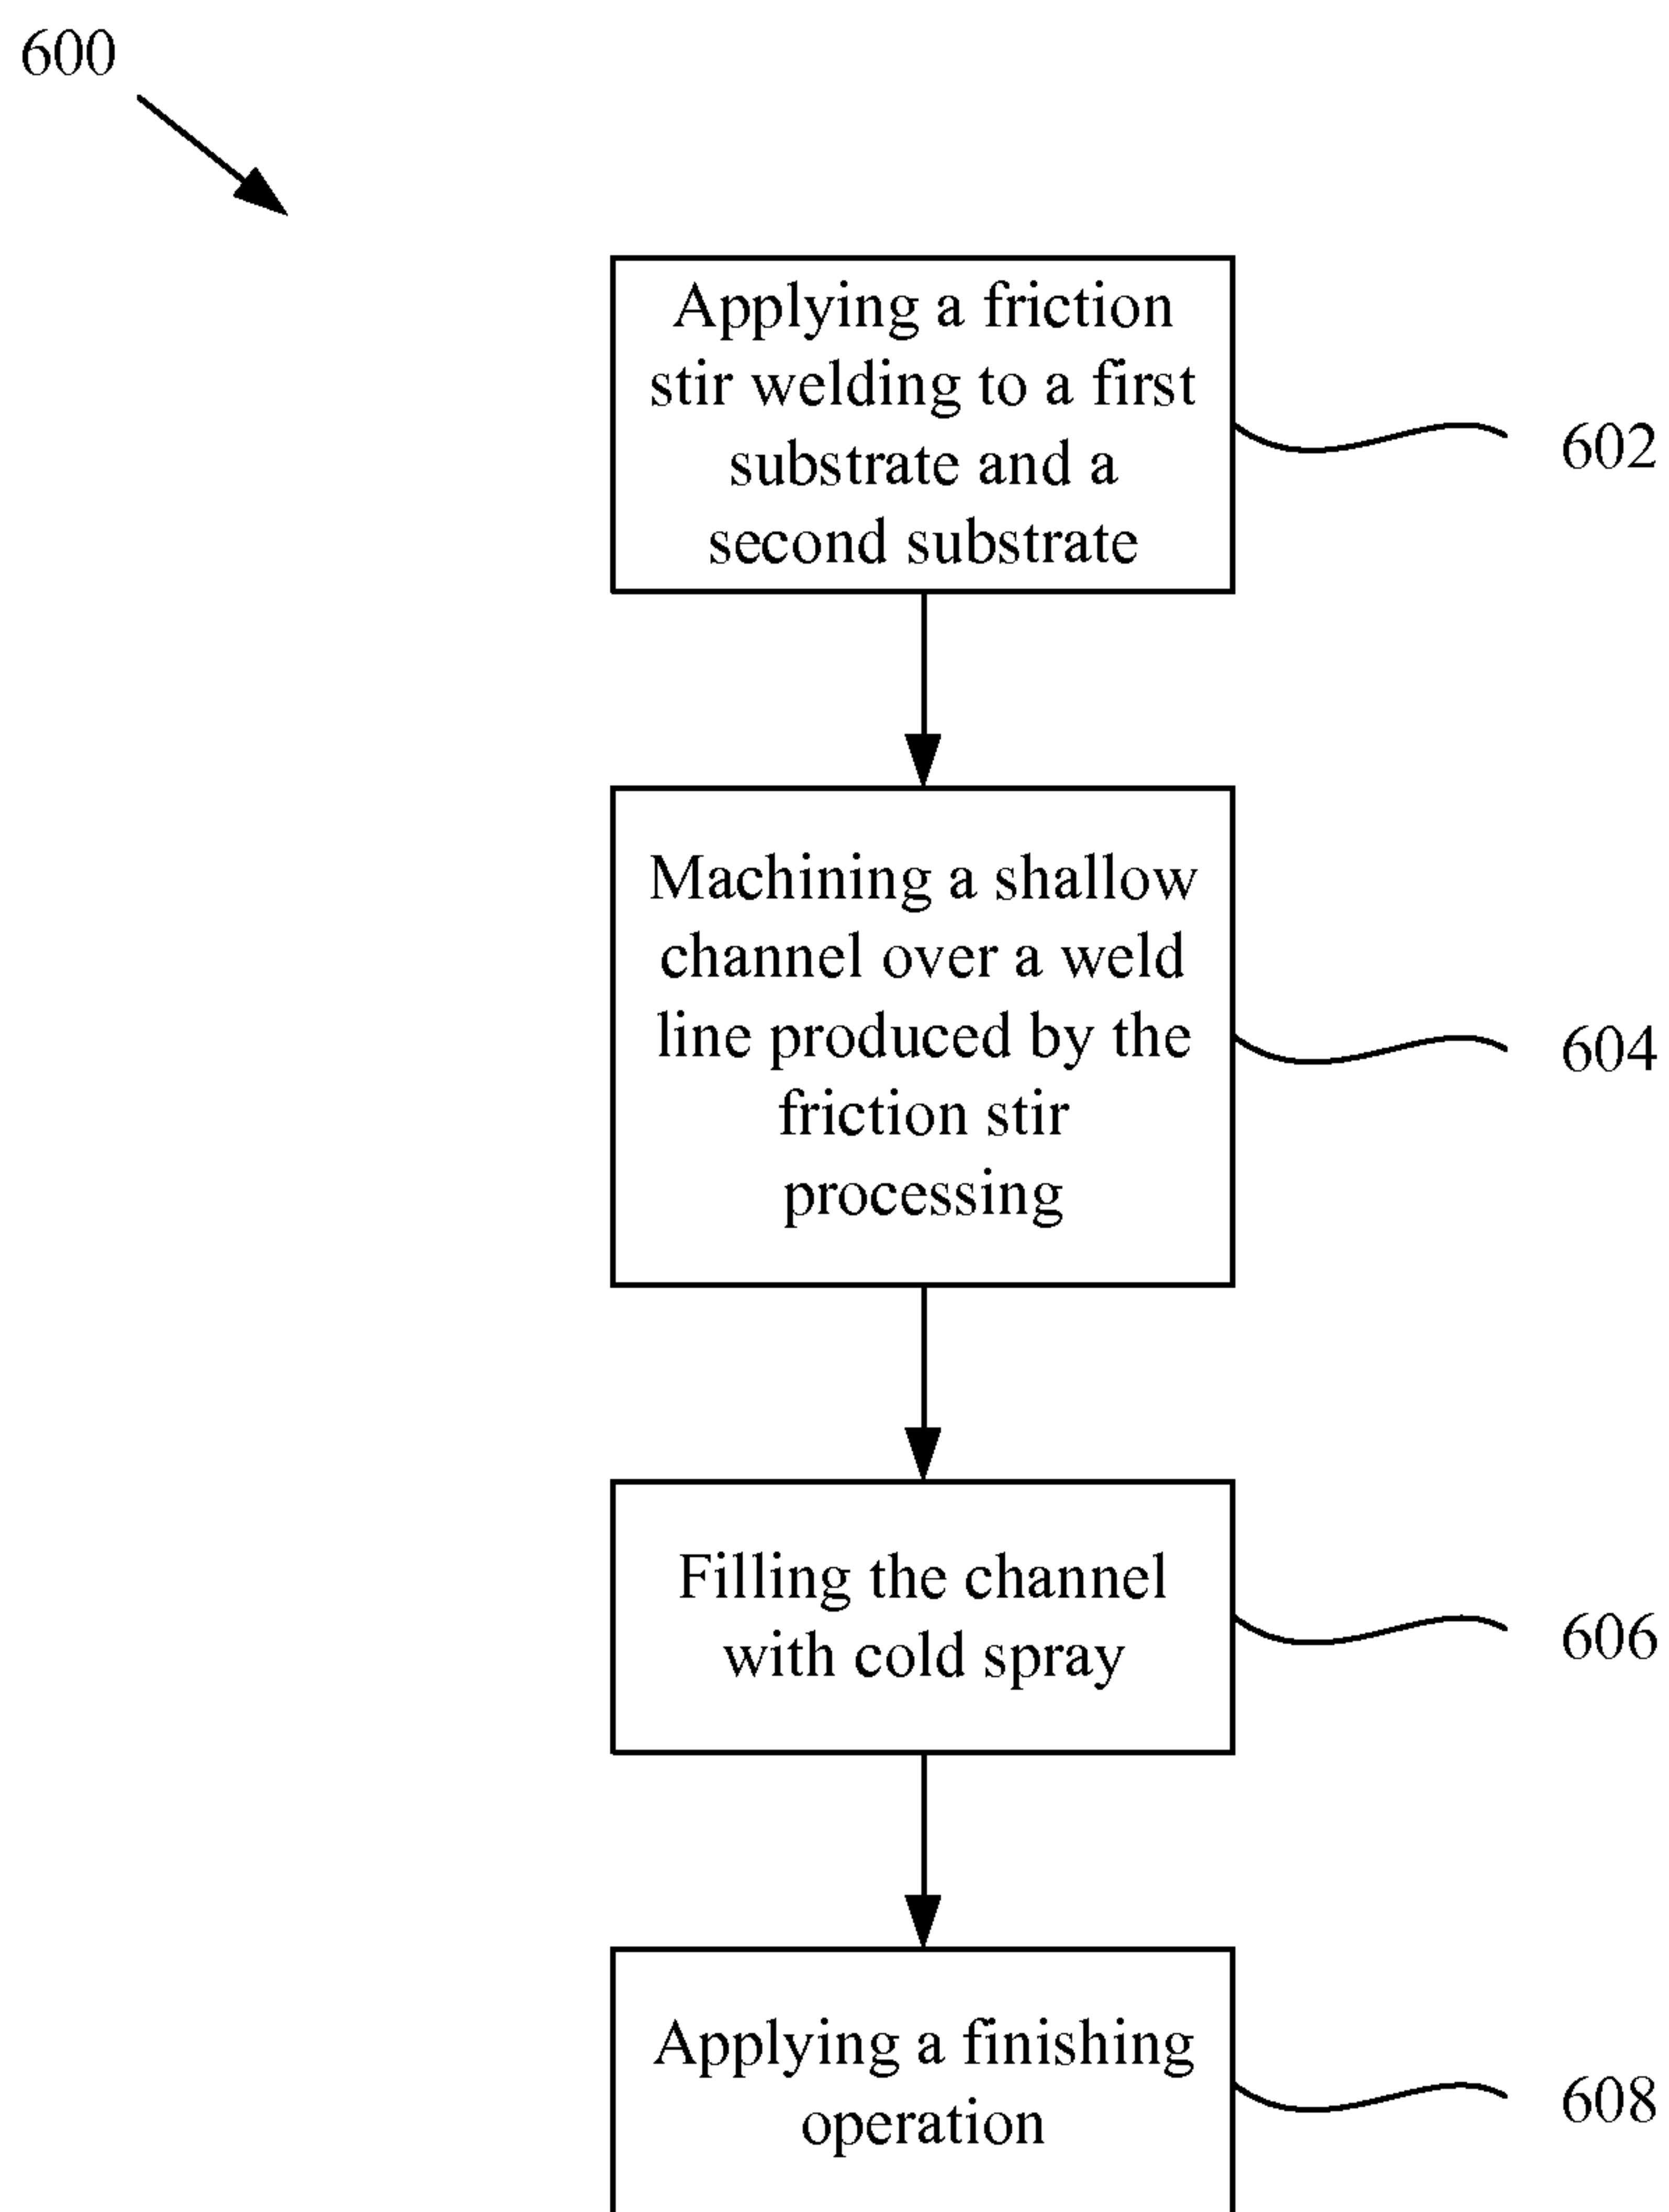 600
Applying a friction
stir welding to a first
substrate and a
second substrate
602
Machining a shallow
channel over a weld
line produced by the
friction stir
processing
604
Filling the channel
with cold spray
606
Applying a finishing
operation
608